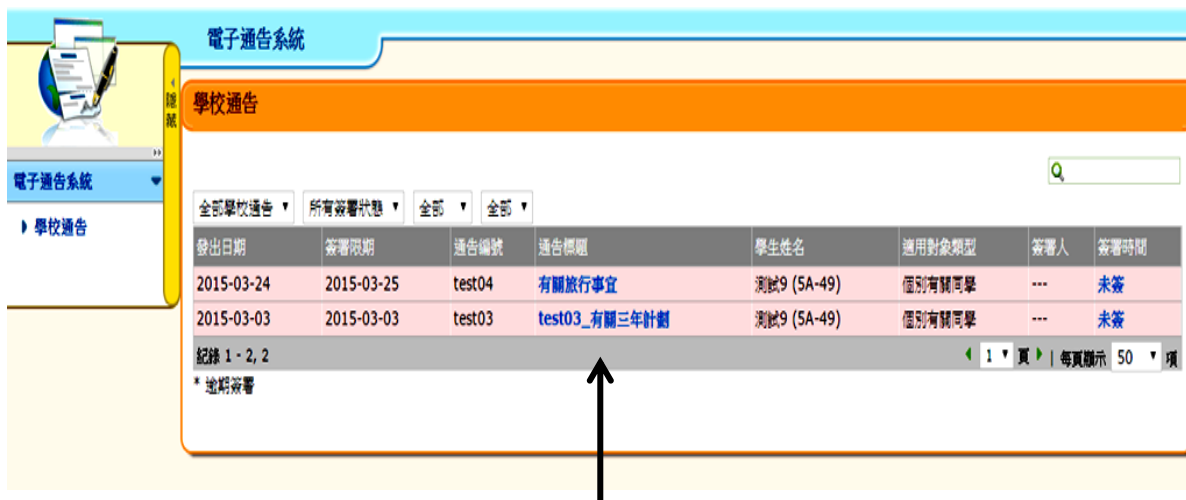 電子通告系統
隱藏
學校通告
電子通告系統
學校通告
全部學校通告 所有簽署狀態 全部 全部
發出日期 簽署限期 通告編號 通告標題 學生姓名 適用對象類型 簽署人 簽署時間
2015-03-24 2015-03-25 test04 有關旅行事宜 測試9 (5A-49) 個別有關同學 --- 未簽
2015-03-03 2015-03-03 test03 test03_有關三年計劃 測試9 (5A-49) 個別有關同學 --- 未簽
紀錄 1 - 2, 2 1 頁 | 每頁顯示 50 項
* 逾期簽署